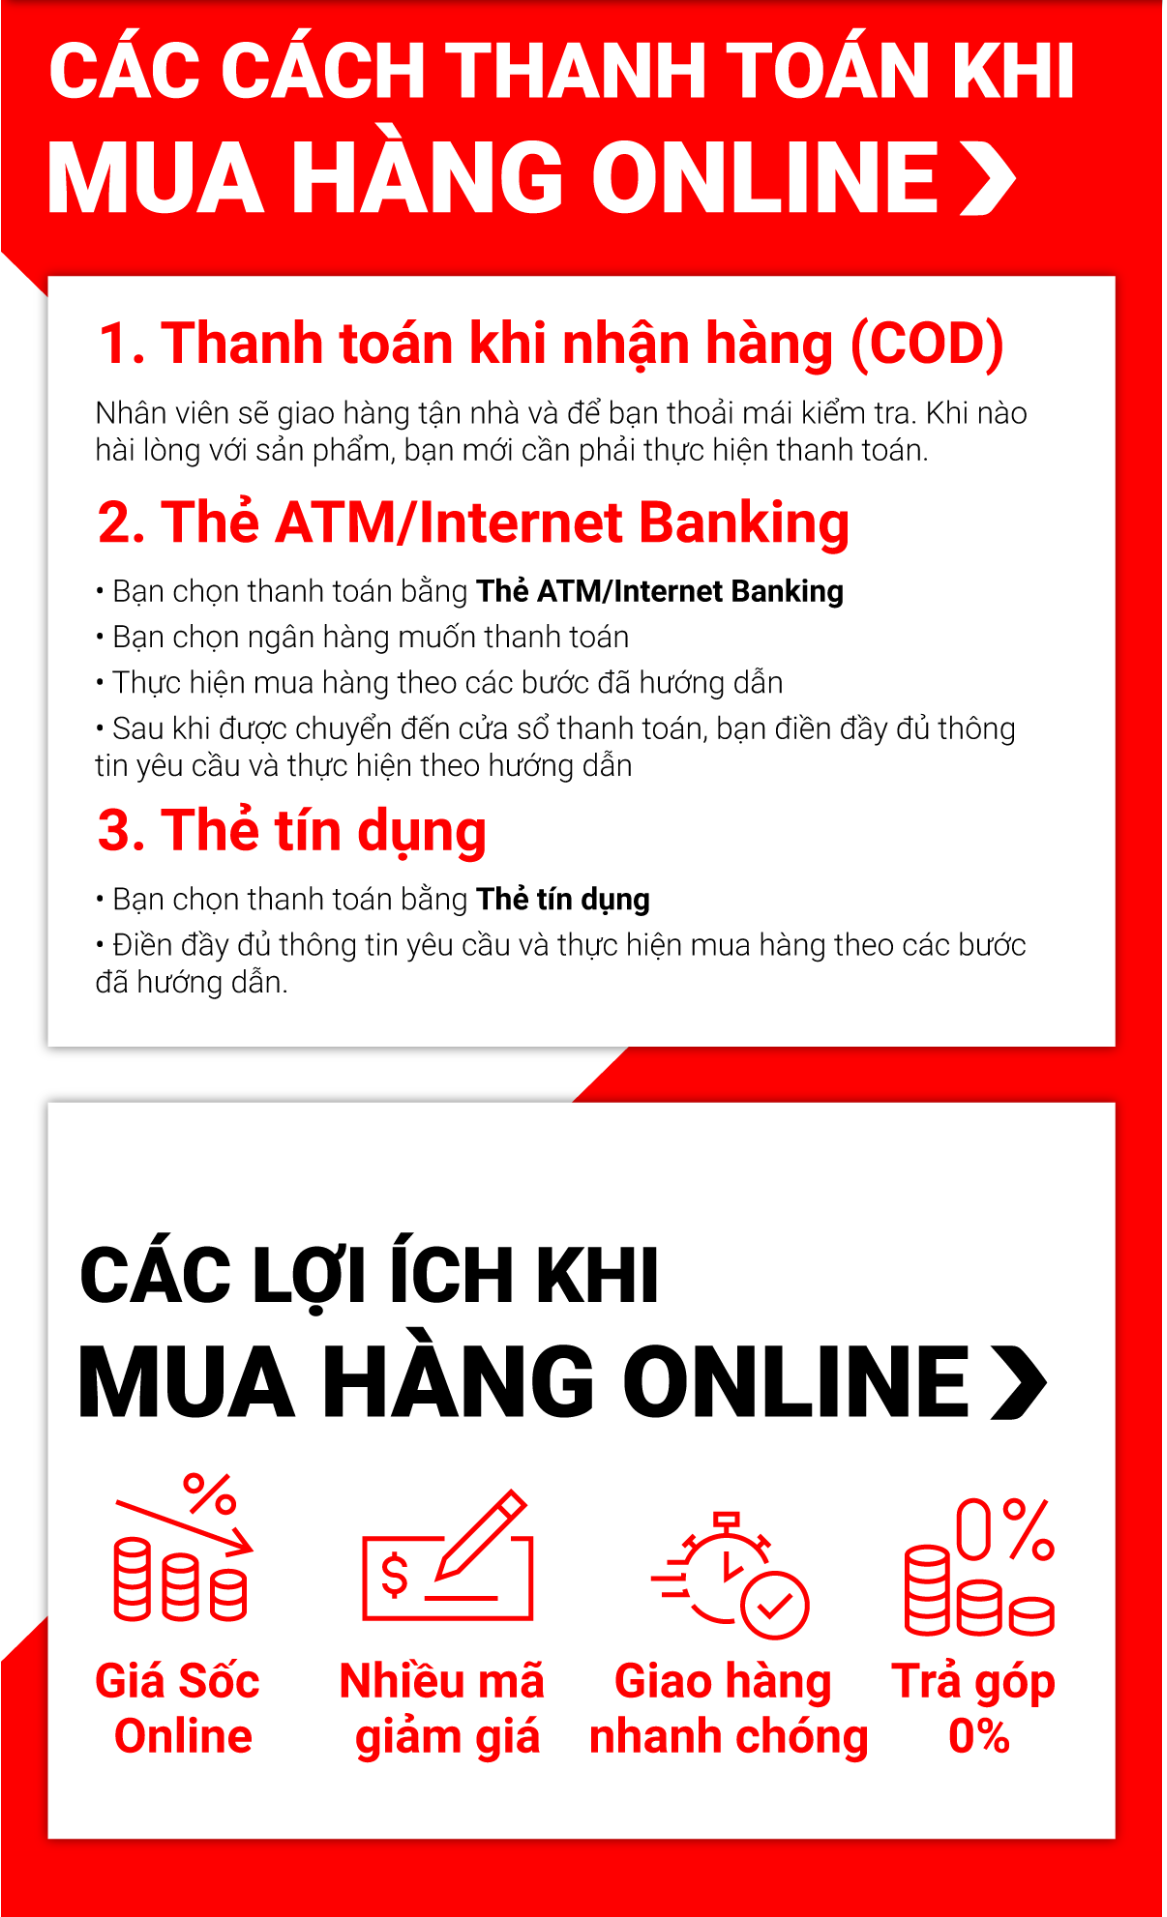 CÁC CÁCH THANH TOÁN KHI
MUA HÀNG ONLINE
1. Thanh toán khi nhận hàng (COD)
Nhân viên sẽ giao hàng tận nhà và để bạn thoải mái kiểm tra. Khi nào
hài lòng với sản phẩm, bạn mới cần phải thực hiện thanh toán.
2. Thẻ ATM/Internet Banking
• Bạn chọn thanh toán bằng Thẻ ATM/Internet Banking
• Bạn chọn ngân hàng muốn thanh toán
• Thực hiện mua hàng theo các bước đã hướng dẫn
• Sau khi được chuyển đến cửa sổ thanh toán, bạn điền đầy đủ thông
tin yêu cầu và thực hiện theo hướng dẫn
3. Thẻ tín dụng
• Bạn chọn thanh toán bằng Thẻ tín dụng
• Điền đầy đủ thông tin yêu cầu và thực hiện mua hàng theo các bước
đã hướng dẫn.
CÁC LỢI ÍCH KHI
MUA HÀNG ONLINE
%
$
0%
Giá Sốc
Online
Nhiều mã
giảm giá
Giao hàng
nhanh chóng
Trả góp
0%